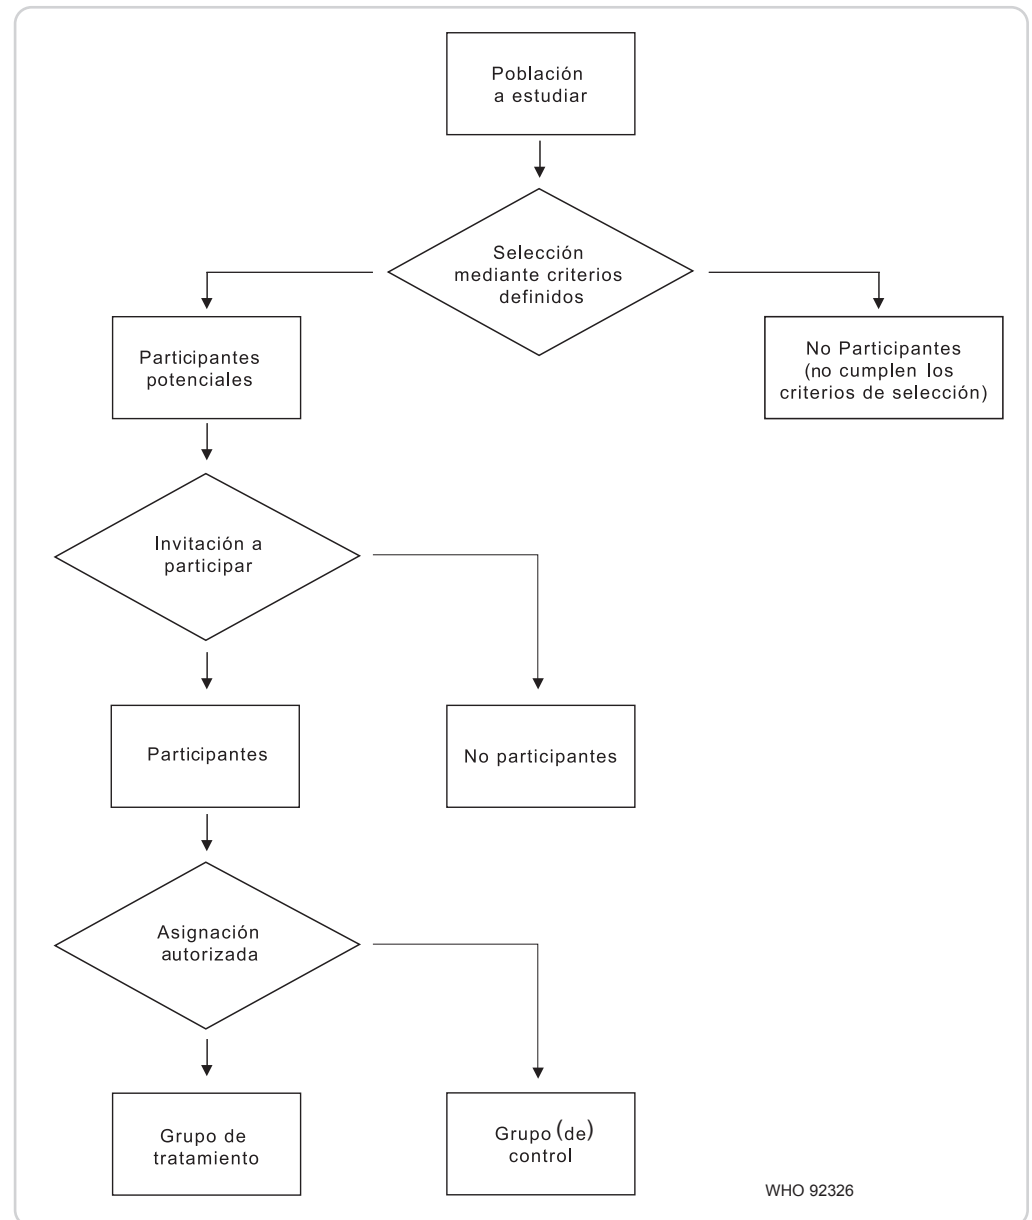 Población
a estudiar
Selección
mediante criterios
definidos
Participantes
potenciales
No Participantes
(no cumplen los
criterios de selección)
Invitación a
participar
Participantes
No participantes
Asignación
autorizada
Grupo de
tratamiento
Grupo (de)
control
WHO 92326